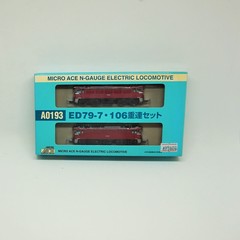 MICRO ACE N-GAUGE ELECTRIC LOCOMOTIVE
A0193 ED79-7・106重連セット
MICRO ACE N-GAUGE ELECTRIC LOCOMOTIVE